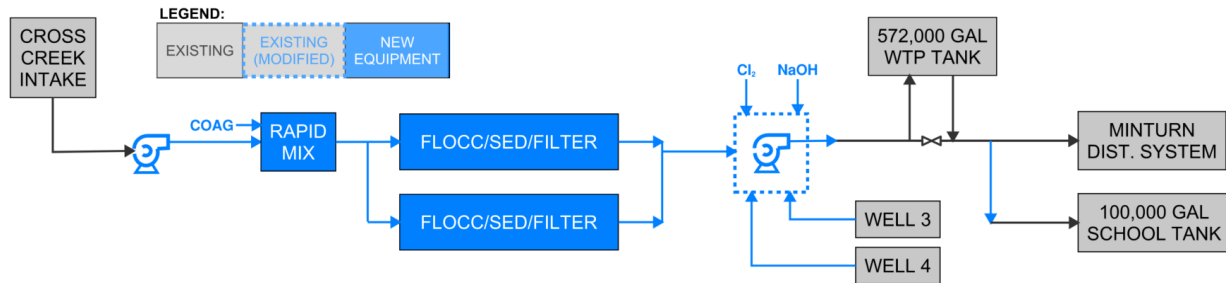 LEGEND:
EXISTING
EXISTING
(MODIFIED)
NEW
EQUIPMENT
CROSS
CREEK
INTAKE
COAG
RAPID
MIX
FLOCC/SED/FILTER
FLOCC/SED/FILTER
Cl₂
NaOH
WELL 3
WELL 4
572,000 GAL
WTP TANK
MINTURN
DIST. SYSTEM
100,000 GAL
SCHOOL TANK